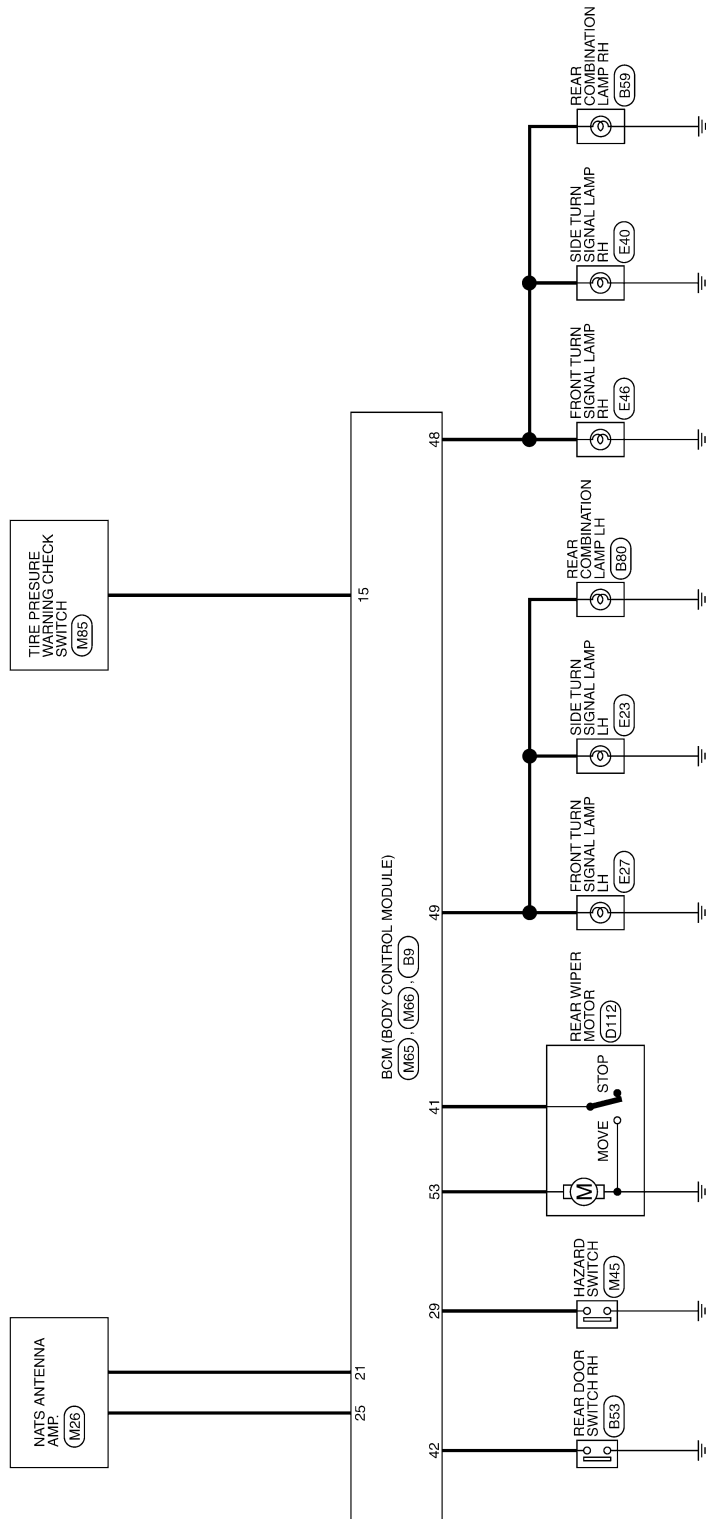 NATS ANTENNA
AMP.
M26
TIRE PRESURE
WARNING CHECK
SWITCH
M85
25
21
15
BCM (BODY CONTROL MODULE)
M65 , M66 , B9
42
29
53
41
49
48
REAR DOOR
SWITCH RH
B53
HAZARD
SWITCH
M45
REAR WIPER
MOTOR
D112
M
MOVE
STOP
FRONT TURN
SIGNAL LAMP
LH
E27
SIDE TURN
SIGNAL LAMP
LH
E23
REAR
COMBINATION
LAMP LH
B80
FRONT TURN
SIGNAL LAMP
RH
E46
SIDE TURN
SIGNAL LAMP
RH
E40
REAR
COMBINATION
LAMP RH
B59